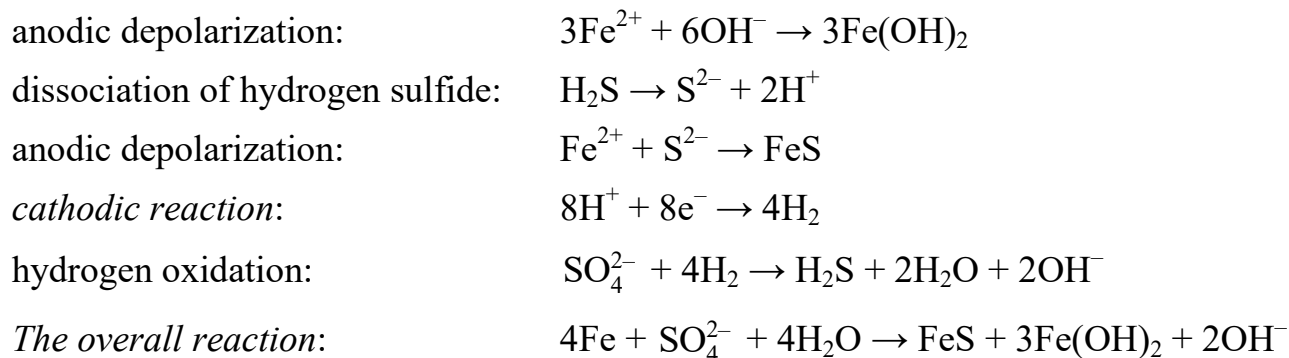 anodic depolarization: 3Fe²⁺ + 6OH⁻ → 3Fe(OH)₂
dissociation of hydrogen sulfide: H₂S → S²⁻ + 2H⁺
anodic depolarization: Fe²⁺ + S²⁻ → FeS
cathodic reaction: 8H⁺ + 8e⁻ → 4H₂
hydrogen oxidation: SO₄²⁻ + 4H₂ → H₂S + 2H₂O + 2OH⁻
The overall reaction: 4Fe + SO₄²⁻ + 4H₂O → FeS + 3Fe(OH)₂ + 2OH⁻